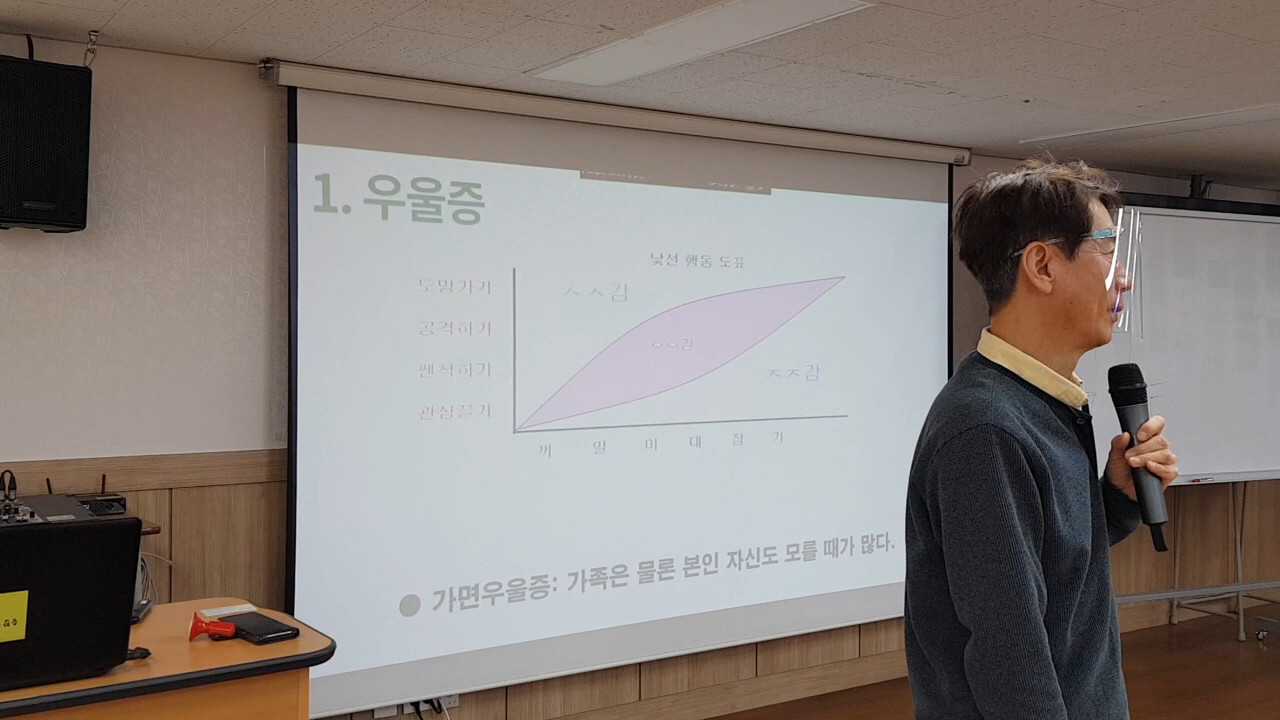 1. 우울증
낯선 행동 도표
도망가기
공격하기
쎈척하기
관심끌기
ㅅㅅ감
ㅇㅇ감
ㅈㅈ감
끼 말 미 대 잠 가
● 가면우울증: 가족은 물론 본인 자신도 모를 때가 많다.